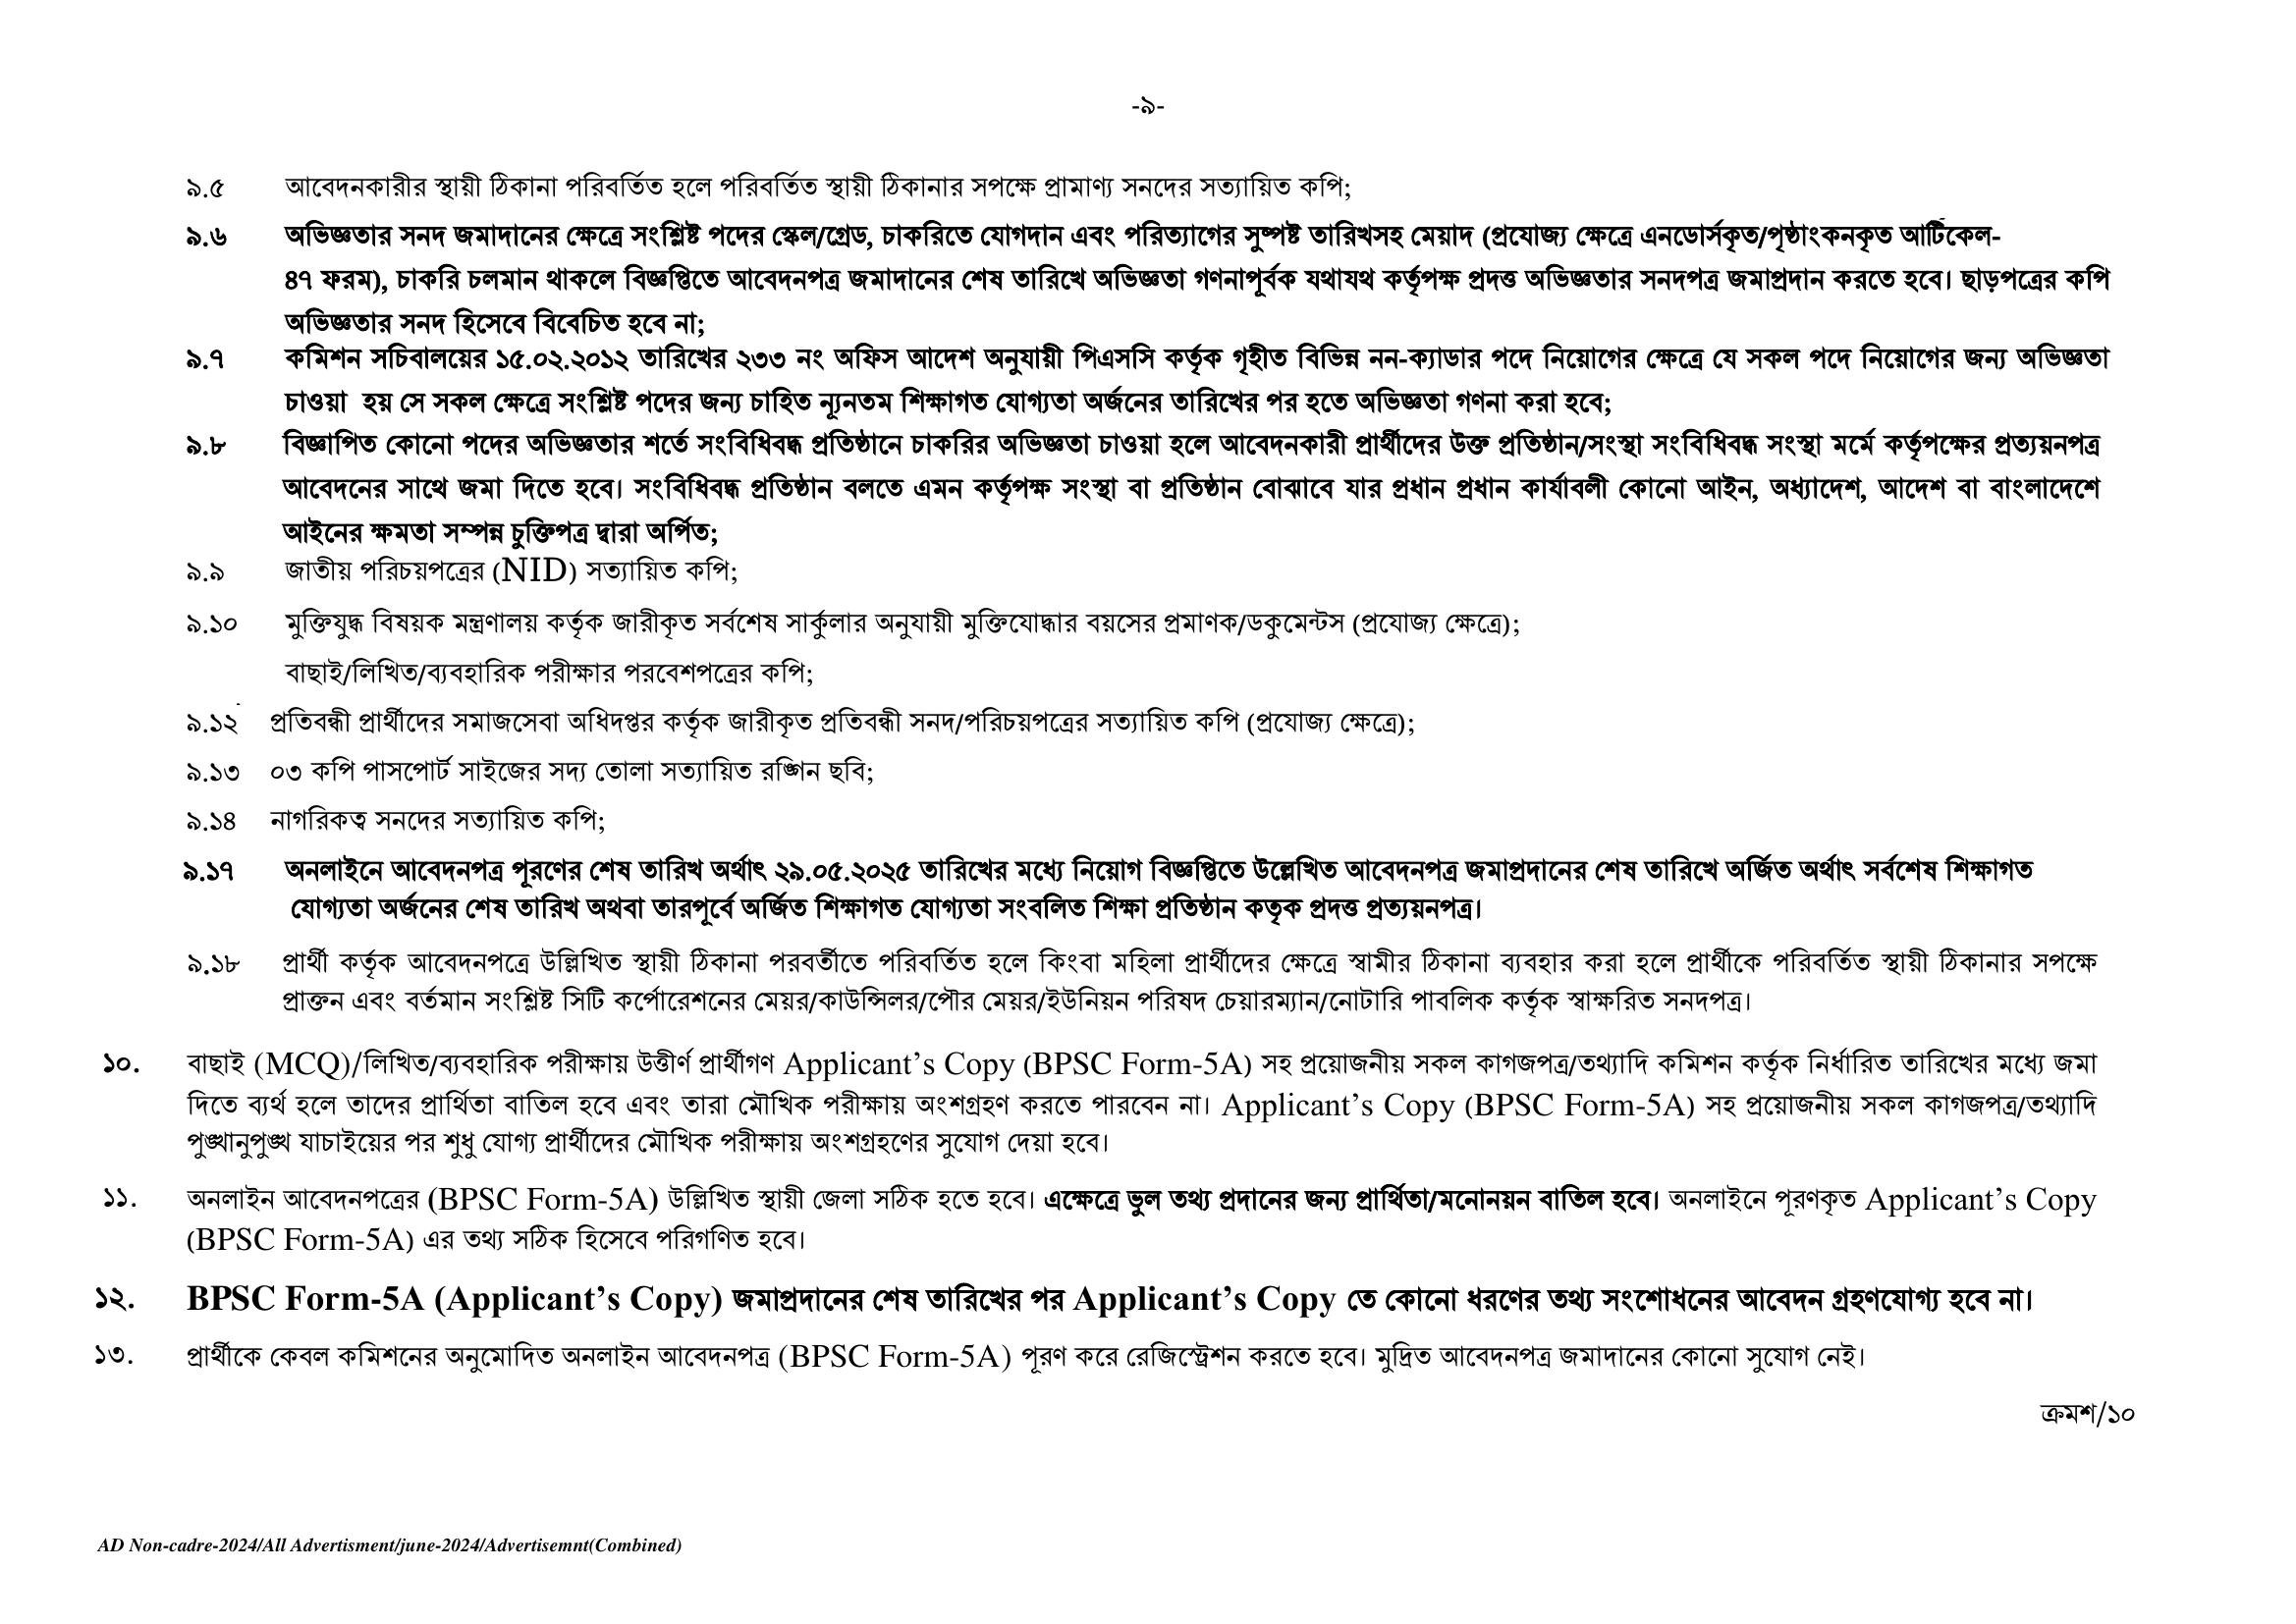 -৯-
৯.৫ আবেদনকারীর স্থায়ী ঠিকানা পরিবর্তিত হলে পরিবর্তিত স্থায়ী ঠিকানার সপক্ষে প্রামাণ্য সনদের সত্যায়িত কপি;
৯.৬ অভিজ্ঞতার সনদ জমাদানের ক্ষেত্রে সংশ্লিষ্ট পদের স্কেল/গ্রেড, চাকরিতে যোগদান এবং পরিত্যাগের সুষ্পষ্ট তারিখসহ মেয়াদ (প্রযোজ্য ক্ষেত্রে এনডোর্সকৃত/পৃষ্ঠাংকনকৃত আর্টিকেল-
৪৭ ফরম), চাকরি চলমান থাকলে বিজ্ঞপ্তিতে আবেদনপত্র জমাদানের শেষ তারিখে অভিজ্ঞতা গণনাপূর্বক যথাযথ কর্তৃপক্ষ প্রদত্ত অভিজ্ঞতার সনদপত্র জমাপ্রদান করতে হবে। ছাড়পত্রের কপি
অভিজ্ঞতার সনদ হিসেবে বিবেচিত হবে না;
৯.৭ কমিশন সচিবালয়ের ১৫.০২.২০১২ তারিখের ২৩৩ নং অফিস আদেশ অনুযায়ী পিএসসি কর্তৃক গৃহীত বিভিন্ন নন-ক্যাডার পদে নিয়োগের ক্ষেত্রে যে সকল পদে নিয়োগের জন্য অভিজ্ঞতা
চাওয়া হয় সে সকল ক্ষেত্রে সংশ্লিষ্ট পদের জন্য চাহিত ন্যূনতম শিক্ষাগত যোগ্যতা অর্জনের তারিখের পর হতে অভিজ্ঞতা গণনা করা হবে;
৯.৮ বিজ্ঞাপিত কোনো পদের অভিজ্ঞতার শর্তে সংবিধিবদ্ধ প্রতিষ্ঠানে চাকরির অভিজ্ঞতা চাওয়া হলে আবেদনকারী প্রার্থীদের উক্ত প্রতিষ্ঠান/সংস্থা সংবিধিবদ্ধ সংস্থা মর্মে কর্তৃপক্ষের প্রত্যয়নপত্র
আবেদনের সাথে জমা দিতে হবে। সংবিধিবদ্ধ প্রতিষ্ঠান বলতে এমন কর্তৃপক্ষ সংস্থা বা প্রতিষ্ঠান বোঝাবে যার প্রধান প্রধান কার্যাবলী কোনো আইন, অধ্যাদেশ, আদেশ বা বাংলাদেশে
আইনের ক্ষমতা সম্পন্ন চুক্তিপত্র দ্বারা অর্পিত;
৯.৯ জাতীয় পরিচয়পত্রের (NID) সত্যায়িত কপি;
৯.১০ মুক্তিযুদ্ধ বিষয়ক মন্ত্রণালয় কর্তৃক জারীকৃত সর্বশেষ সার্কুলার অনুযায়ী মুক্তিযোদ্ধার বয়সের প্রমাণক/ডকুমেন্টস (প্রযোজ্য ক্ষেত্রে);
বাছাই/লিখিত/ব্যবহারিক পরীক্ষার পরবেশপত্রের কপি;
৯.১২ প্রতিবন্ধী প্রার্থীদের সমাজসেবা অধিদপ্তর কর্তৃক জারীকৃত প্রতিবন্ধী সনদ/পরিচয়পত্রের সত্যায়িত কপি (প্রযোজ্য ক্ষেত্রে);
৯.১৩ ০৩ কপি পাসপোর্ট সাইজের সদ্য তোলা সত্যায়িত রঙ্গিন ছবি;
৯.১৪ নাগরিকত্ব সনদের সত্যায়িত কপি;
৯.১৭ অনলাইনে আবেদনপত্র পূরণের শেষ তারিখ অর্থাৎ ২৯.০৫.২০২৫ তারিখের মধ্যে নিয়োগ বিজ্ঞপ্তিতে উল্লেখিত আবেদনপত্র জমাপ্রদানের শেষ তারিখে অর্জিত অর্থাৎ সর্বশেষ শিক্ষাগত
যোগ্যতা অর্জনের শেষ তারিখ অথবা তারপূর্বে অর্জিত শিক্ষাগত যোগ্যতা সংবলিত শিক্ষা প্রতিষ্ঠান কতৃক প্রদত্ত প্রত্যয়নপত্র।
৯.১৮ প্রার্থী কর্তৃক আবেদনপত্রে উল্লিখিত স্থায়ী ঠিকানা পরবর্তীতে পরিবর্তিত হলে কিংবা মহিলা প্রার্থীদের ক্ষেত্রে স্বামীর ঠিকানা ব্যবহার করা হলে প্রার্থীকে পরিবর্তিত স্থায়ী ঠিকানার সপক্ষে
প্রাক্তন এবং বর্তমান সংশ্লিষ্ট সিটি কর্পোরেশনের মেয়র/কাউন্সিলর/পৌর মেয়র/ইউনিয়ন পরিষদ চেয়ারম্যান/নোটারি পাবলিক কর্তৃক স্বাক্ষরিত সনদপত্র।
১০. বাছাই (MCQ)/লিখিত/ব্যবহারিক পরীক্ষায় উত্তীর্ণ প্রার্থীগণ Applicant’s Copy (BPSC Form-5A) সহ প্রয়োজনীয় সকল কাগজপত্র/তথ্যাদি কমিশন কর্তৃক নির্ধারিত তারিখের মধ্যে জমা
দিতে ব্যর্থ হলে তাদের প্রার্থিতা বাতিল হবে এবং তারা মৌখিক পরীক্ষায় অংশগ্রহণ করতে পারবেন না। Applicant’s Copy (BPSC Form-5A) সহ প্রয়োজনীয় সকল কাগজপত্র/তথ্যাদি
পুঙ্খানুপুঙ্খ যাচাইয়ের পর শুধু যোগ্য প্রার্থীদের মৌখিক পরীক্ষায় অংশগ্রহণের সুযোগ দেয়া হবে।
১১. অনলাইন আবেদনপত্রের (BPSC Form-5A) উল্লিখিত স্থায়ী জেলা সঠিক হতে হবে। এক্ষেত্রে ভুল তথ্য প্রদানের জন্য প্রার্থিতা/মনোনয়ন বাতিল হবে। অনলাইনে পূরণকৃত Applicant’s Copy
(BPSC Form-5A) এর তথ্য সঠিক হিসেবে পরিগণিত হবে।
১২. BPSC Form-5A (Applicant’s Copy) জমাপ্রদানের শেষ তারিখের পর Applicant’s Copy তে কোনো ধরণের তথ্য সংশোধনের আবেদন গ্রহণযোগ্য হবে না।
১৩. প্রার্থীকে কেবল কমিশনের অনুমোদিত অনলাইন আবেদনপত্র (BPSC Form-5A) পূরণ করে রেজিস্ট্রেশন করতে হবে। মুদ্রিত আবেদনপত্র জমাদানের কোনো সুযোগ নেই।
ক্রমশ/১০
AD Non-cadre-2024/All Advertisment/june-2024/Advertisemnt(Combined)